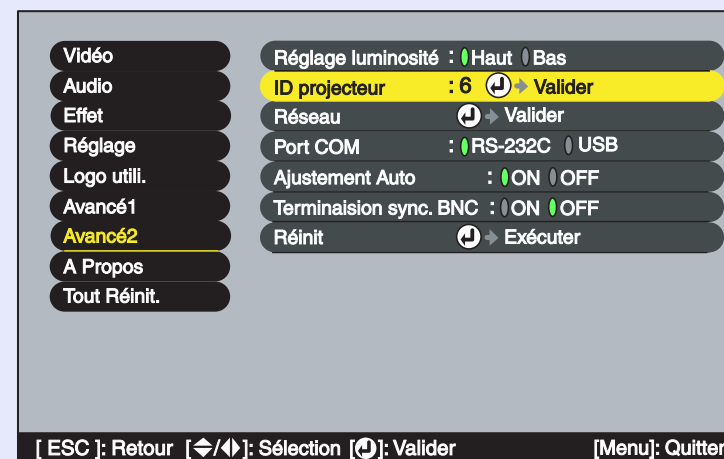 Vidéo
Audio
Effet
Réglage
Logo utili.
Avancé1
Avancé2
A Propos
Tout Réinit.
Réglage luminosité : Haut Bas
ID projecteur : 6 Valider
Réseau Valider
Port COM : RS-232C USB
Ajustement Auto : ON OFF
Terminaision sync. BNC : ON OFF
Réinit Exécuter
[ ESC ]: Retour [ / ]: Sélection [ ]: Valider [Menu]: Quitter